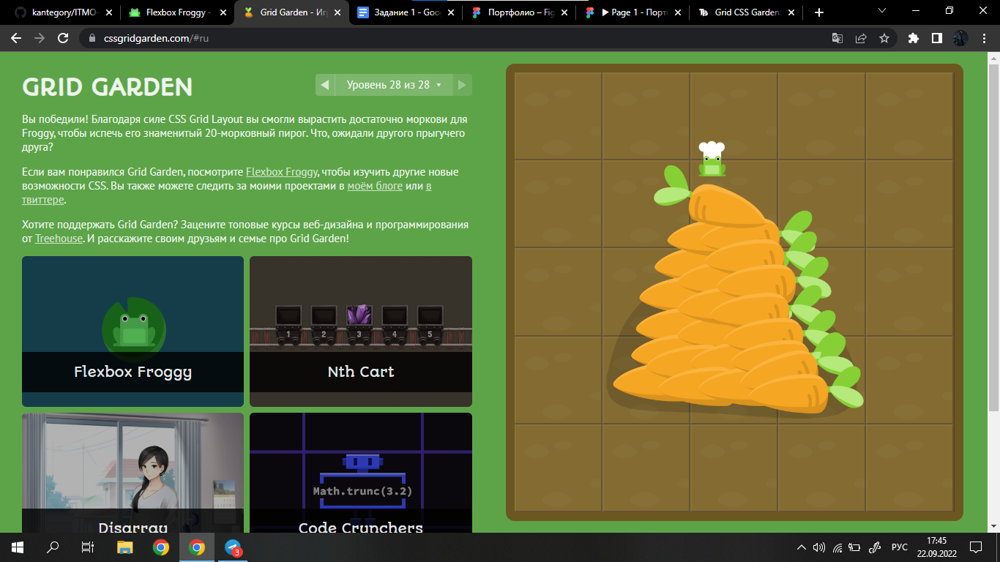 kantegory/ITMO-
Flexbox Froggy -
Grid Garden - Иг
Задание 1 - Goo
Портфолио – Fig
▶ Page 1 - Порт
Grid CSS Garden
cssgridgarden.com/#ru
GRID GARDEN
Уровень 28 из 28
Вы победили! Благодаря силе CSS Grid Layout вы смогли вырастить достаточно моркови для
Froggy, чтобы испечь его знаменитый 20-морковный пирог. Что, ожидали другого прыгучего
друга?
Если вам понравился Grid Garden, посмотрите Flexbox Froggy, чтобы изучить другие новые
возможности CSS. Вы также можете следить за моими проектами в моём блоге или в
твиттере.
Хотите поддержать Grid Garden? Зацените топовые курсы веб-дизайна и программирования
от Treehouse. И расскажите своим друзьям и семье про Grid Garden!
Flexbox Froggy
1 2 3 4 5
Nth Cart
Disarray
Math.trunc(3.2)
Code Crunchers
3
РУС
17:45
22.09.2022